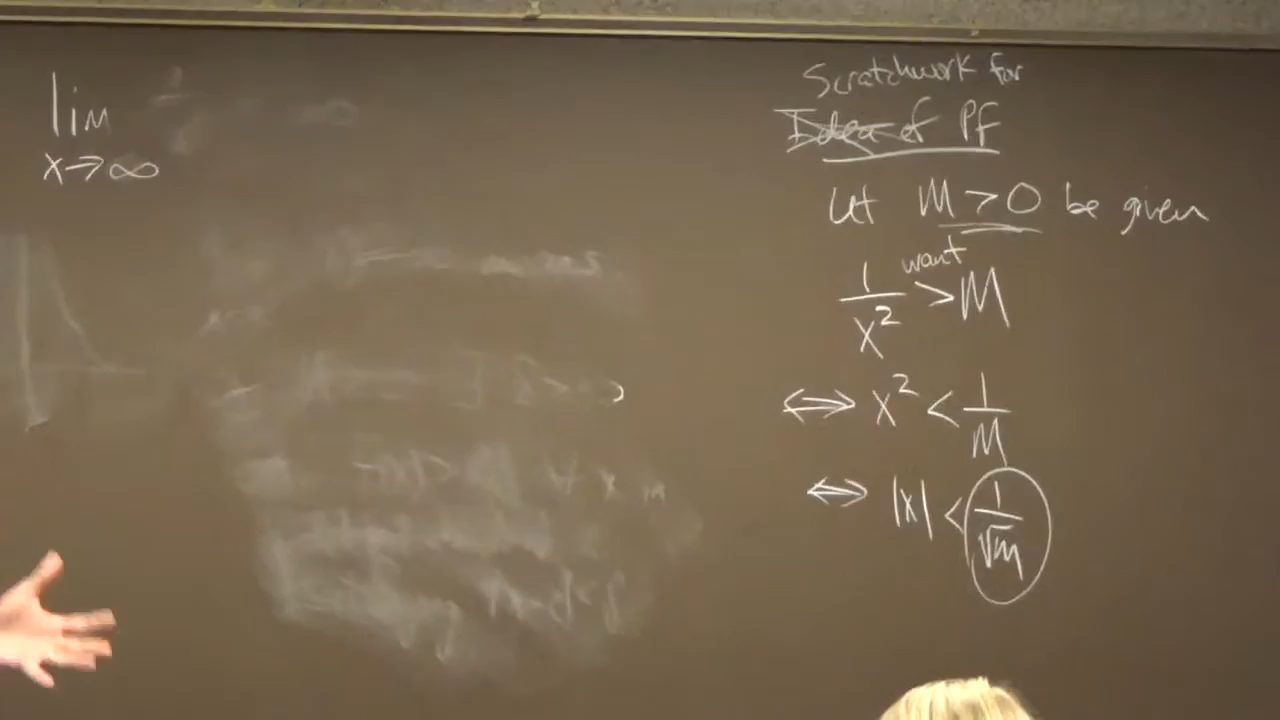 lim
x→∞
Scratchwork for
Idea of Pf
Let M > 0 be given
want
1/x² > M
⟺ x² < 1/M
⟺ |x| < 1/√M